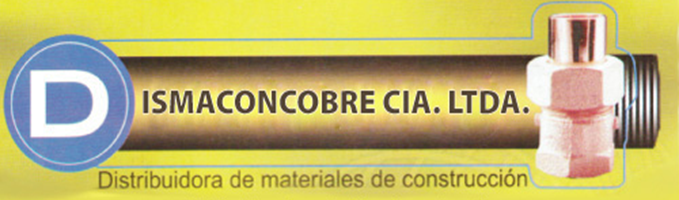 DISMACONCOBRE CIA. LTDA.
Distribuidora de materiales de construcción